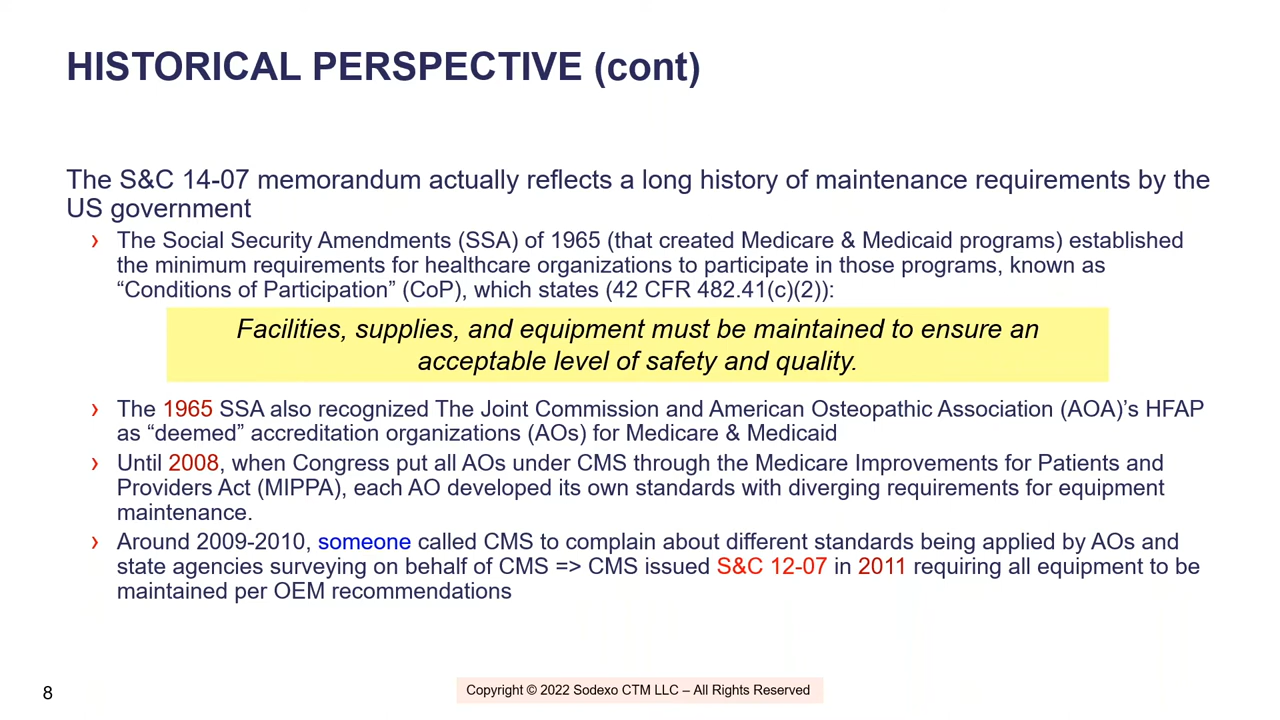 HISTORICAL PERSPECTIVE (cont)
The S&C 14-07 memorandum actually reflects a long history of maintenance requirements by the
US government
› The Social Security Amendments (SSA) of 1965 (that created Medicare & Medicaid programs) established
the minimum requirements for healthcare organizations to participate in those programs, known as
“Conditions of Participation” (CoP), which states (42 CFR 482.41(c)(2)):
Facilities, supplies, and equipment must be maintained to ensure an
acceptable level of safety and quality.
› The 1965 SSA also recognized The Joint Commission and American Osteopathic Association (AOA)’s HFAP
as “deemed” accreditation organizations (AOs) for Medicare & Medicaid
› Until 2008, when Congress put all AOs under CMS through the Medicare Improvements for Patients and
Providers Act (MIPPA), each AO developed its own standards with diverging requirements for equipment
maintenance.
› Around 2009-2010, someone called CMS to complain about different standards being applied by AOs and
state agencies surveying on behalf of CMS => CMS issued S&C 12-07 in 2011 requiring all equipment to be
maintained per OEM recommendations
8
Copyright © 2022 Sodexo CTM LLC – All Rights Reserved